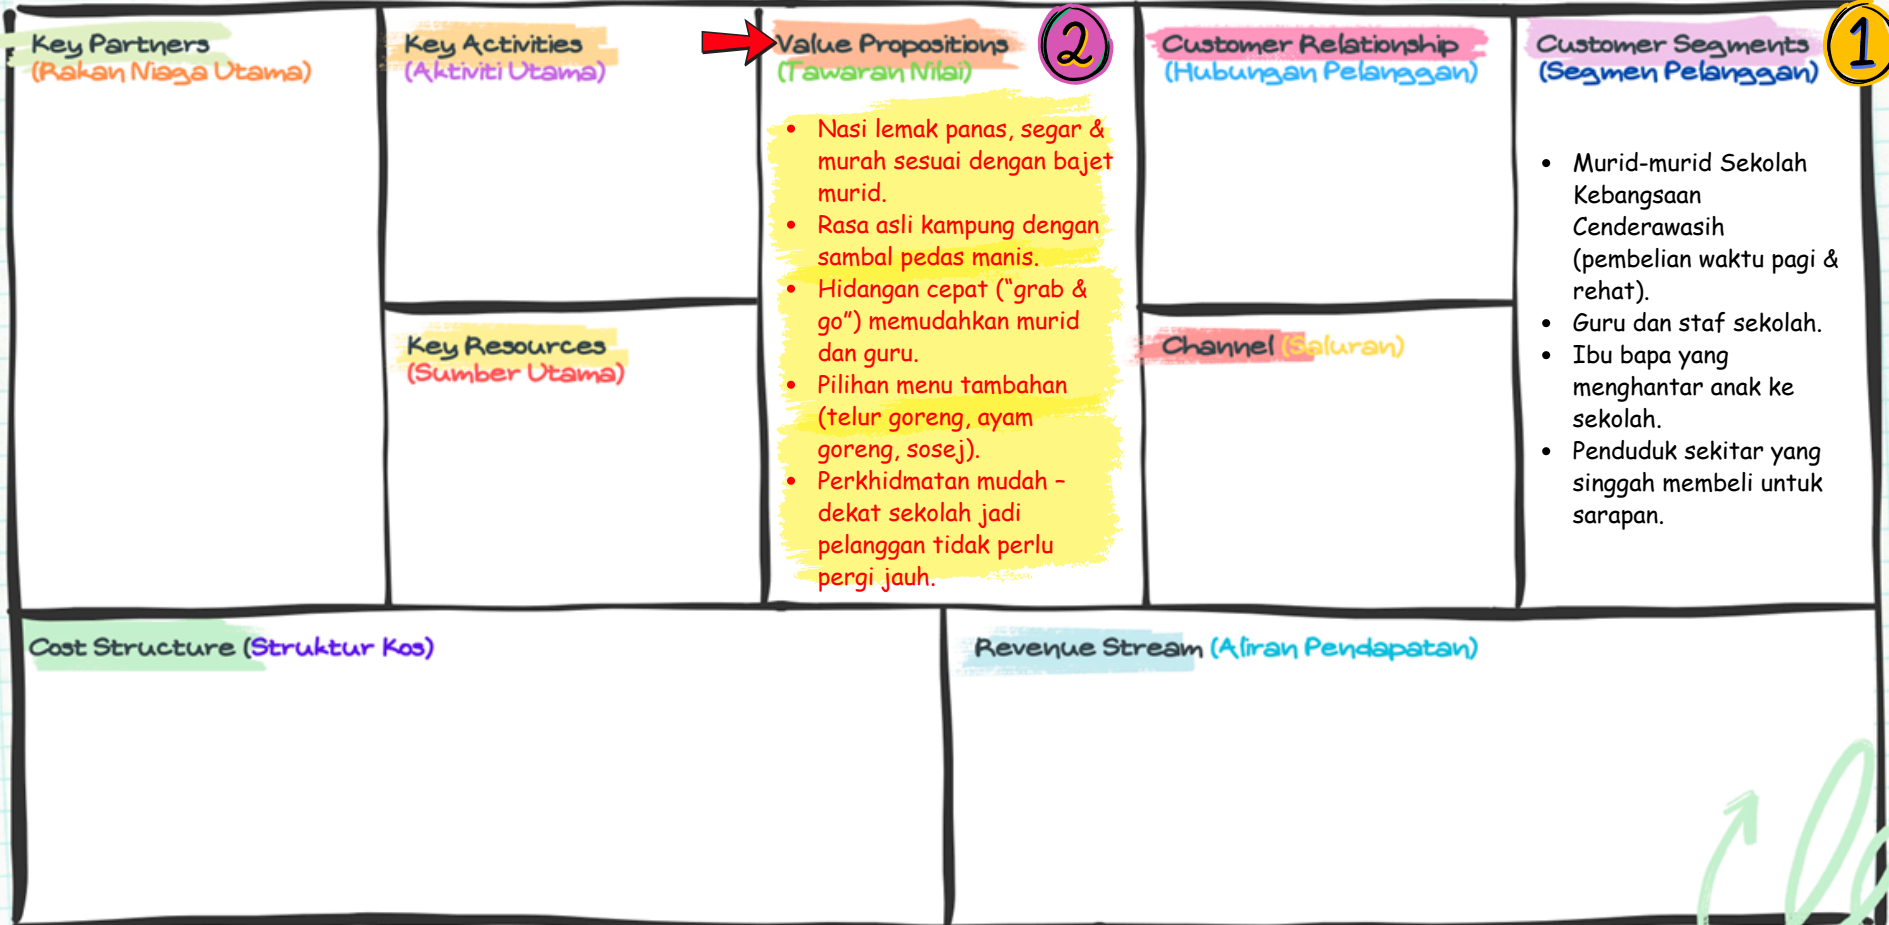 Key Partners
(Rakan Niaga Utama)
Key Activities
(Aktiviti Utama)
Key Resources
(Sumber Utama)
Value Propositions
(Tawaran Nilai)
2
• Nasi lemak panas, segar &
murah sesuai dengan bajet
murid.
• Rasa asli kampung dengan
sambal pedas manis.
• Hidangan cepat (“grab &
go”) memudahkan murid
dan guru.
• Pilihan menu tambahan
(telur goreng, ayam
goreng, sosej).
• Perkhidmatan mudah –
dekat sekolah jadi
pelanggan tidak perlu
pergi jauh.
Customer Relationship
(Hubungan Pelanggan)
Channel (Saluran)
Customer Segments
(Segmen Pelanggan)
1
• Murid-murid Sekolah
Kebangsaan
Cenderawasih
(pembelian waktu pagi &
rehat).
• Guru dan staf sekolah.
• Ibu bapa yang
menghantar anak ke
sekolah.
• Penduduk sekitar yang
singgah membeli untuk
sarapan.
Cost Structure (Struktur Kos)
Revenue Stream (Aliran Pendapatan)